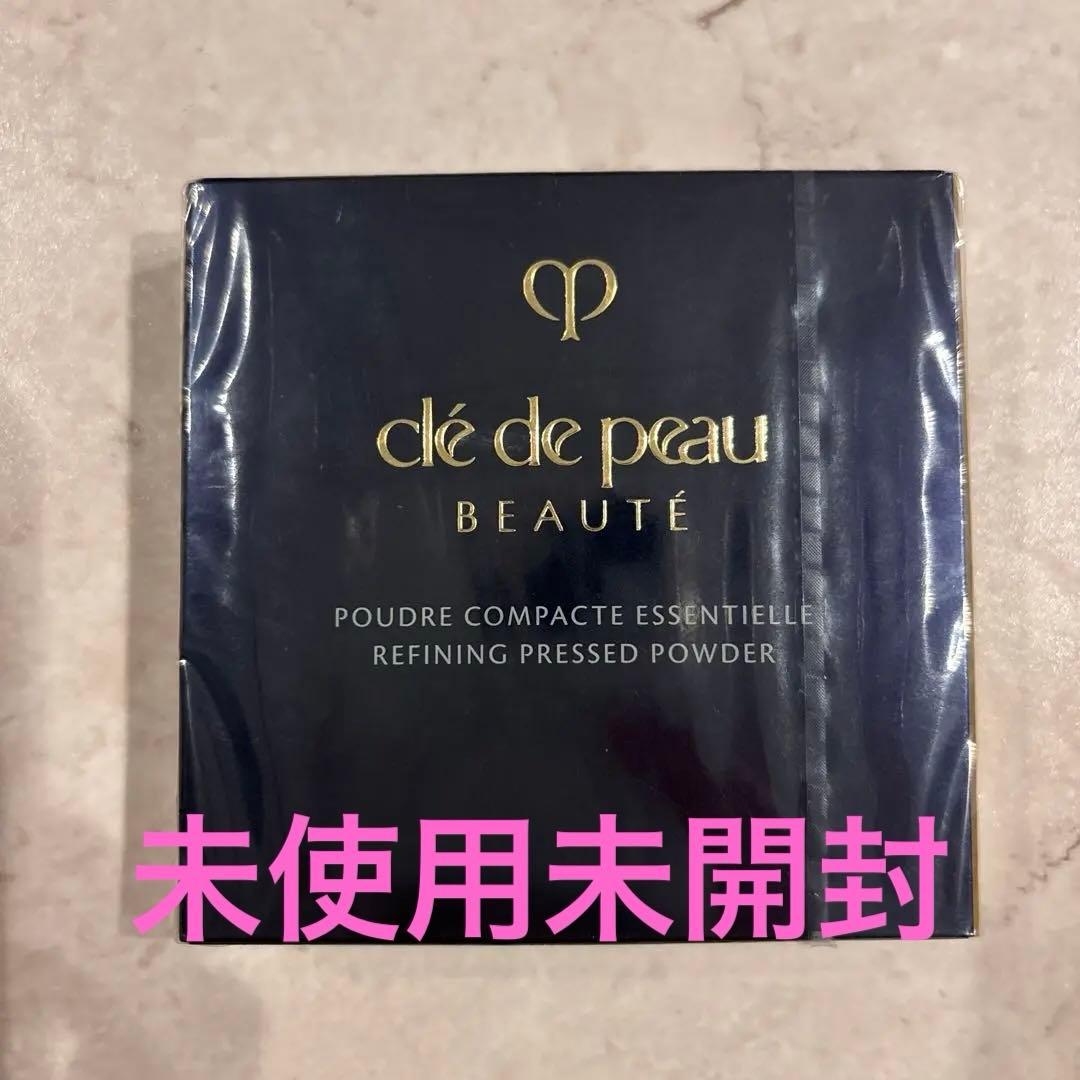 clé de peau
BEAUTÉ
POUDRE COMPACTE ESSENTIELLE
REFINING PRESSED POWDER
未使用未開封